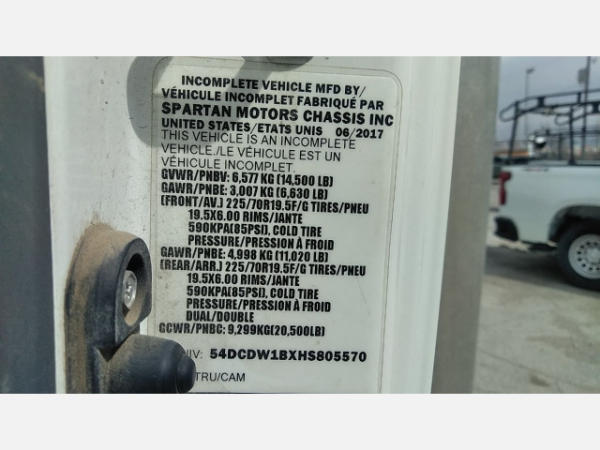 INCOMPLETE VEHICLE MFD BY/
VÉHICULE INCOMPLET FABRIQUÉ PAR
SPARTAN MOTORS CHASSIS INC
UNITED STATES/ETATS UNIS 06/2017
THIS VEHICLE IS AN INCOMPLETE
VEHICLE./LE VÉHICULE EST UN
VÉHICULE INCOMPLET.
GVWR/PNBV: 6,577 KG (14,500 LB)
GAWR/PNBE: 3,007 KG (6,630 LB)
(FRONT/AV.) 225/70R19.5F/G TIRES/PNEU
19.5X6.00 RIMS/JANTE
590KPA(85PSI), COLD TIRE
PRESSURE/PRESSION À FROID
GAWR/PNBE: 4,998 KG (11,020 LB)
(REAR/ARR.) 225/70R19.5F/G TIRES/PNEU
19.5X6.00 RIMS/JANTE
590KPA(85PSI), COLD TIRE
PRESSURE/PRESSION À FROID
DUAL/DOUBLE
GCWR/PNBC: 9,299KG(20,500LB)
NIV: 54DCDW1BXHS805570
TRU/CAM